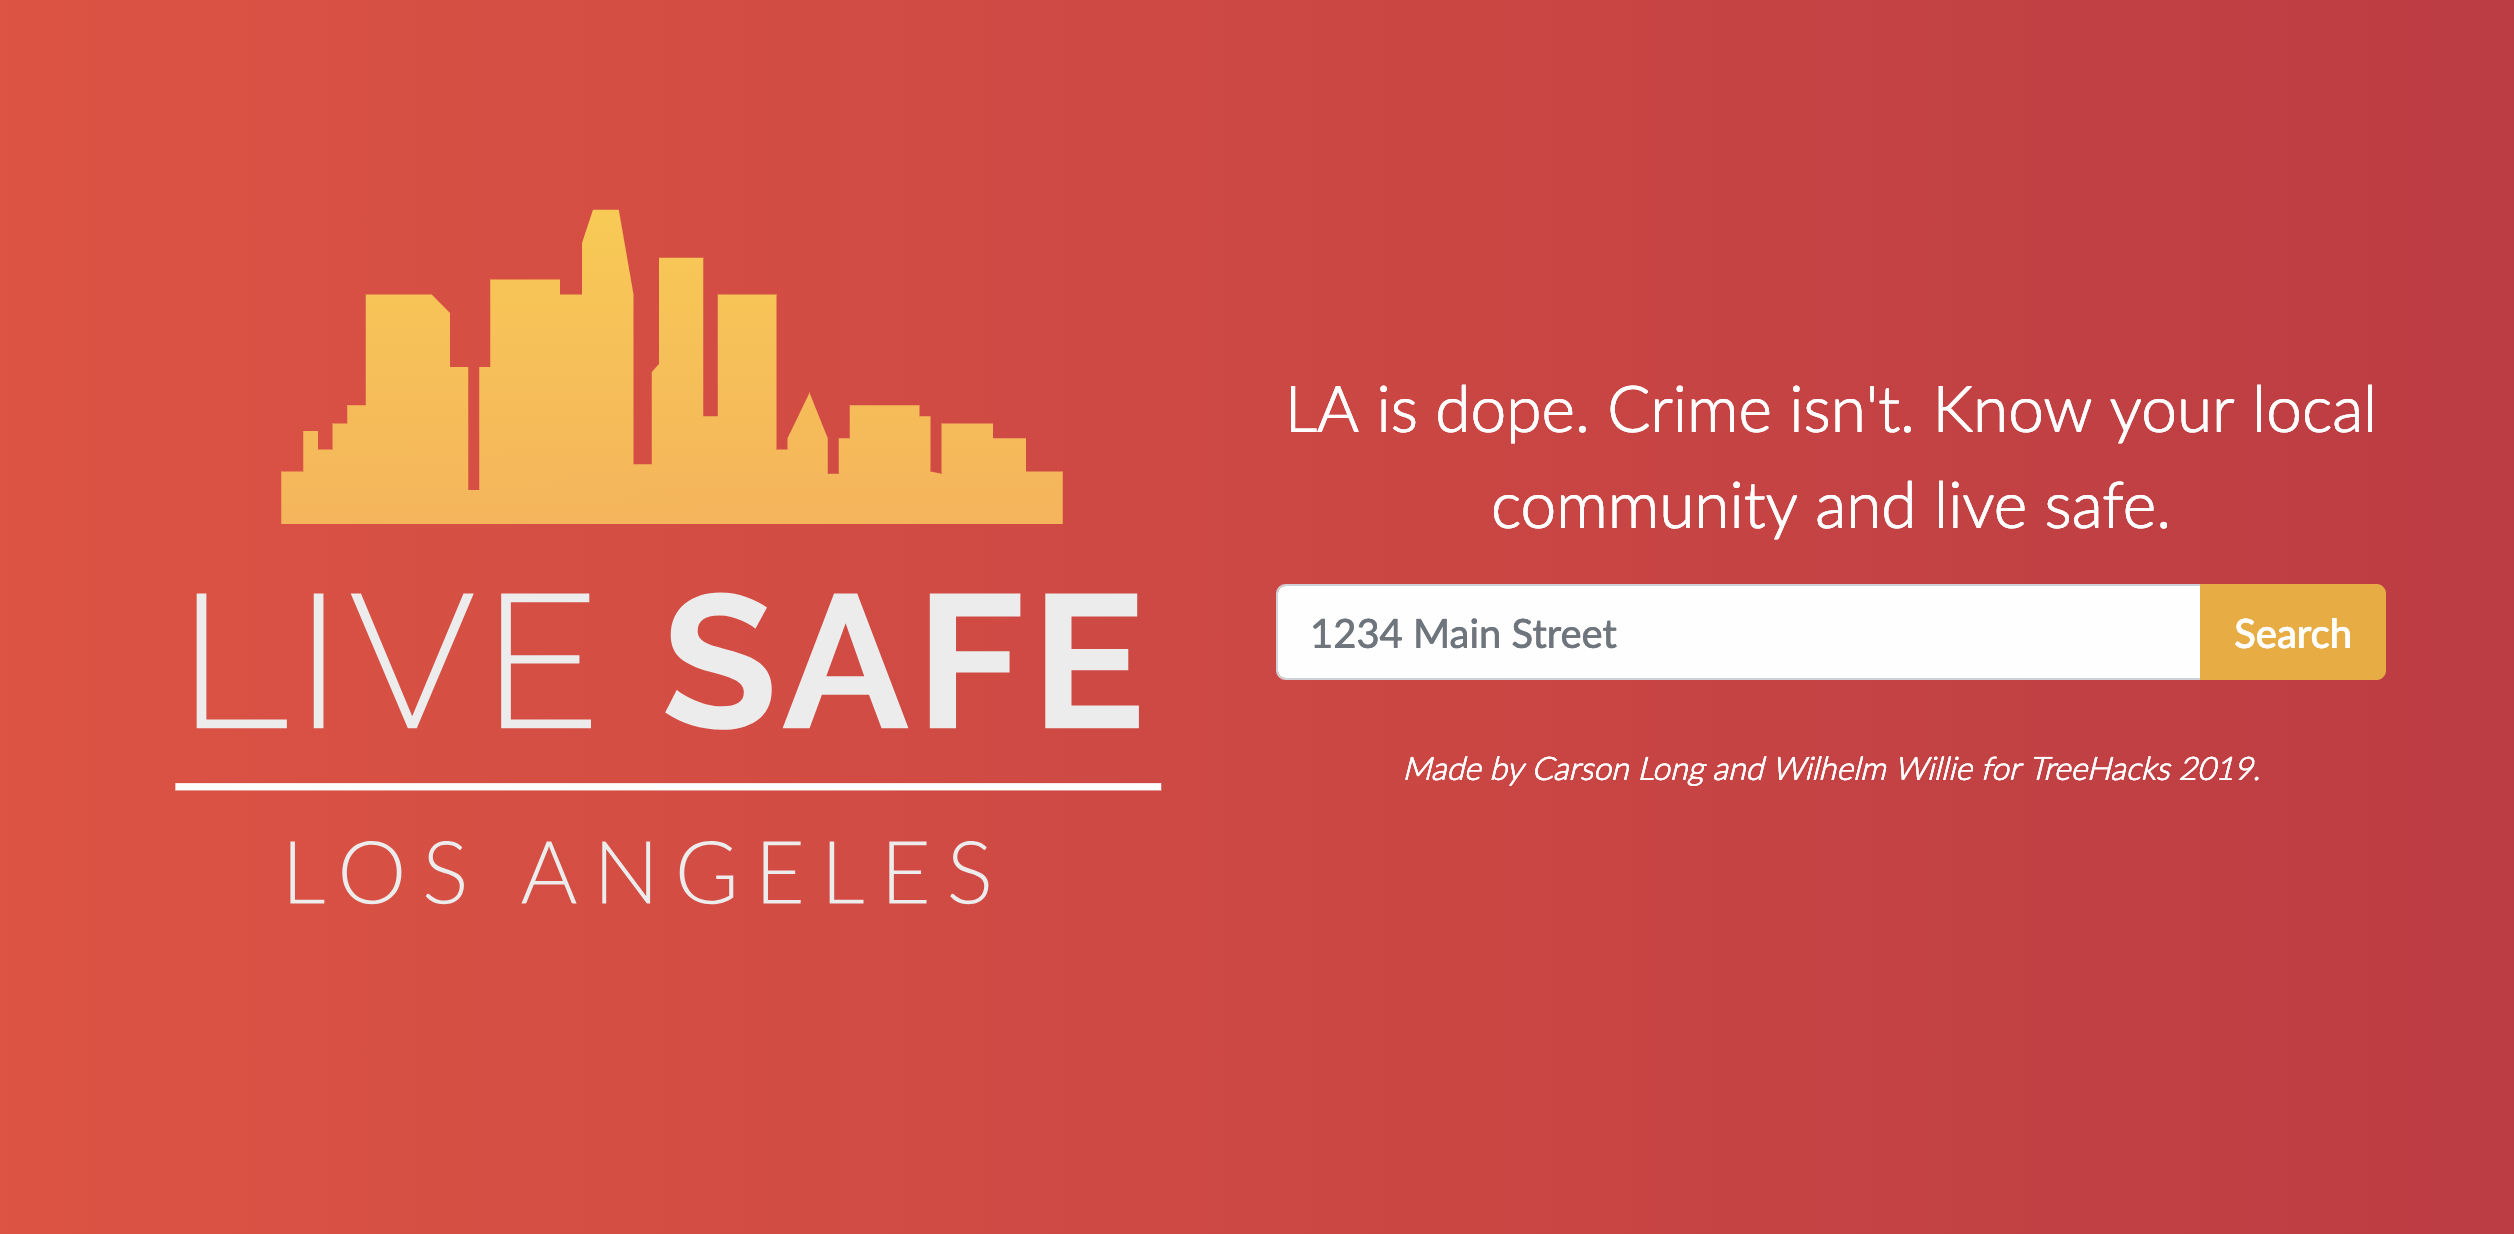 LIVE SAFE
LOS ANGELES
LA is dope. Crime isn't. Know your local
community and live safe.
1234 Main Street
Search
Made by Carson Long and Wilhelm Willie for TreeHacks 2019.